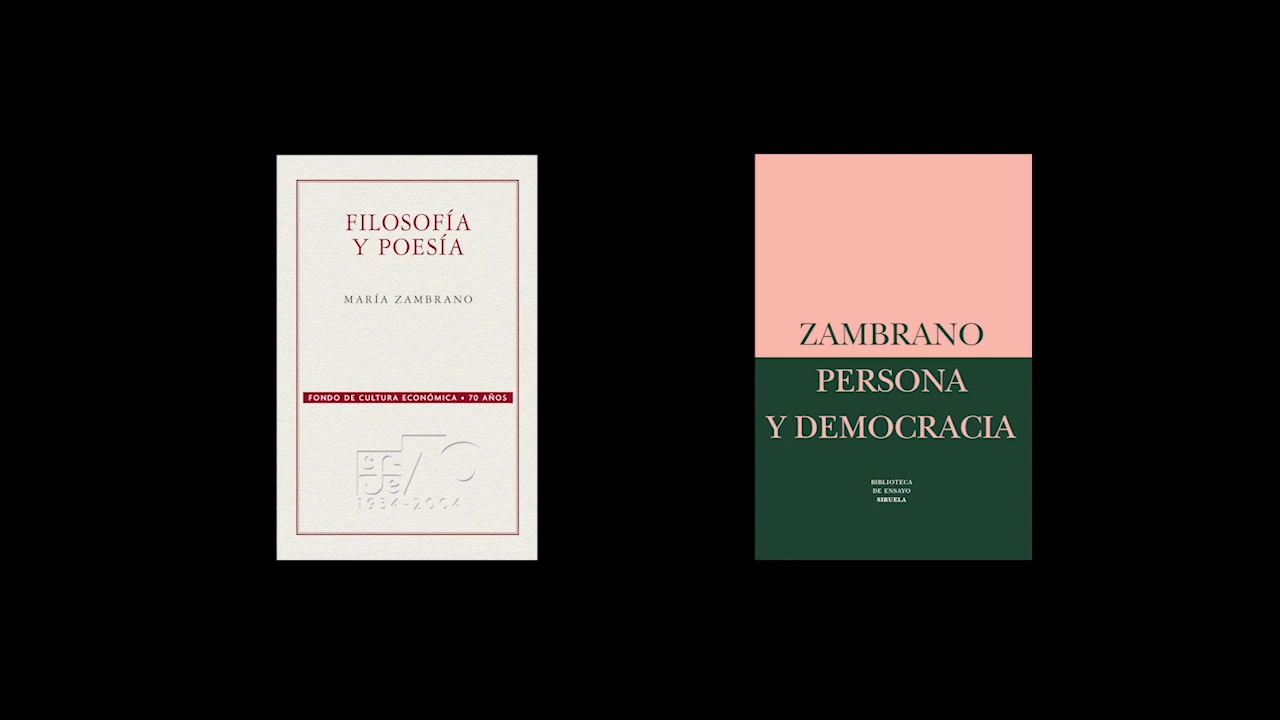 FILOSOFÍA
Y POESÍA
MARÍA ZAMBRANO
FONDO DE CULTURA ECONÓMICA • 70 AÑOS
70
1934-2004
ZAMBRANO
PERSONA
Y DEMOCRACIA
BIBLIOTECA
DE ENSAYO
SIRUELA